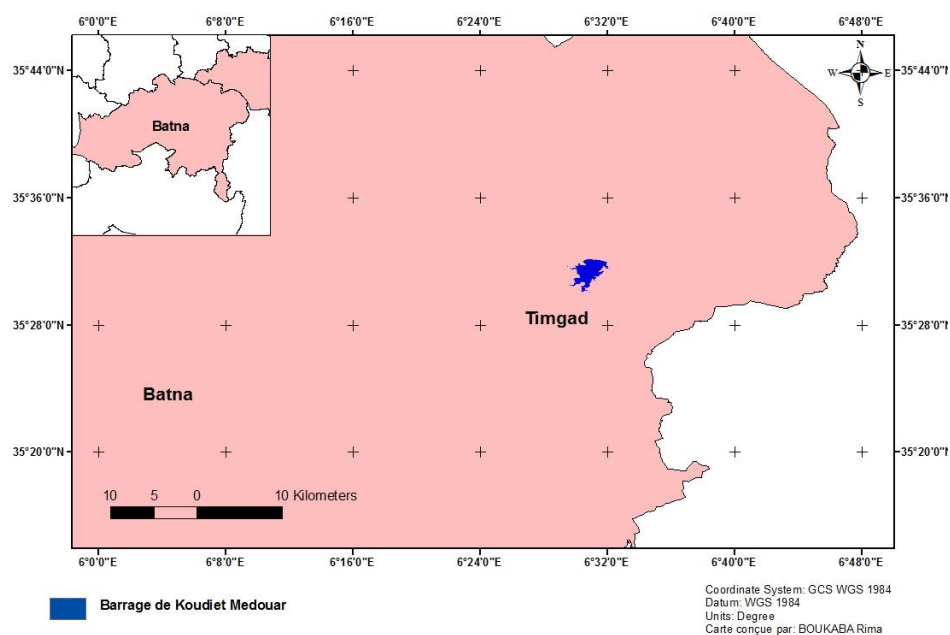 6°0'0"E 6°8'0"E 6°16'0"E 6°24'0"E 6°32'0"E 6°40'0"E 6°48'0"E
N
W E
S
35°44'0"N 35°44'0"N
Batna
35°36'0"N 35°36'0"N
35°28'0"N 35°28'0"N
Timgad
Batna
35°20'0"N 35°20'0"N
10 5 0 10 Kilometers
6°0'0"E 6°8'0"E 6°16'0"E 6°24'0"E 6°32'0"E 6°40'0"E 6°48'0"E
Barrage de Koudiet Medouar
Coordinate System: GCS WGS 1984
Datum: WGS 1984
Units: Degree
Carte conçue par: BOUKABA Rima